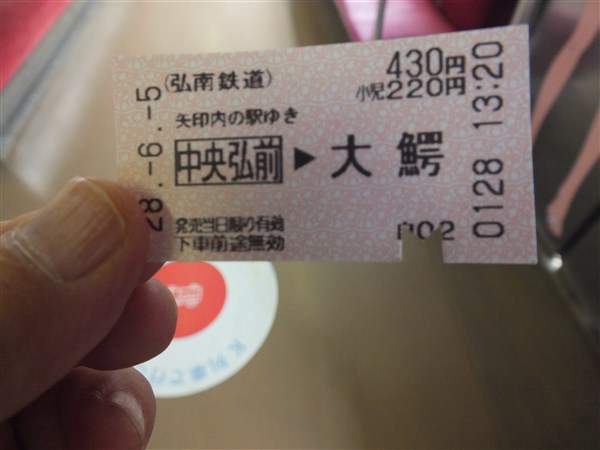 28.-6.-5
(弘南鉄道)
430円
小児220円
矢印内の駅ゆき
中央弘前▶大鰐
発売当日限り有効
下車前途無効
02
0128 13:20